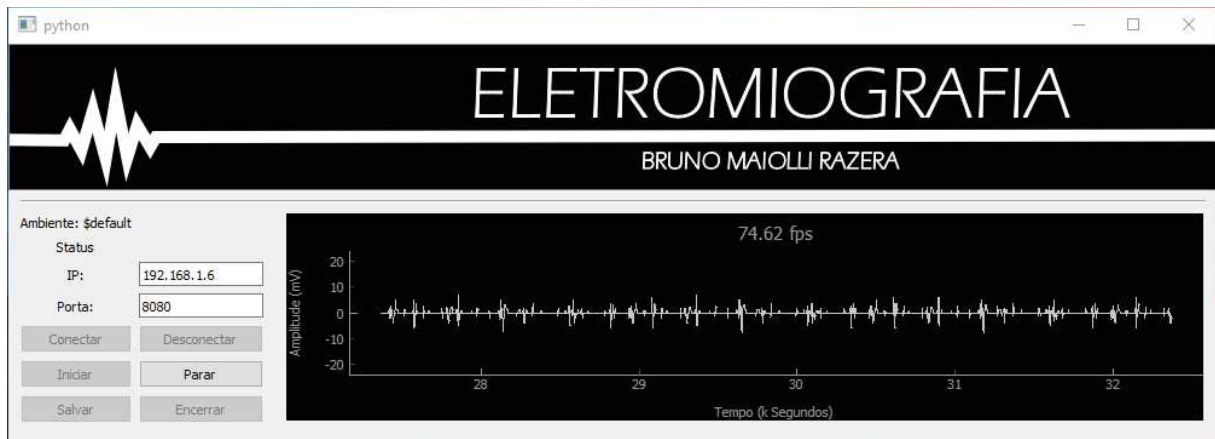 python
ELETROMIOGRAFIA
BRUNO MAIOLLI RAZERA
Ambiente: $default
Status
IP: 192.168.1.6
Porta: 8080
Conectar Desconectar
Iniciar Parar
Salvar Encerrar
74.62 fps
Amplitude (mV)
20
10
0
-10
-20
28 29 30 31 32
Tempo (k Segundos)